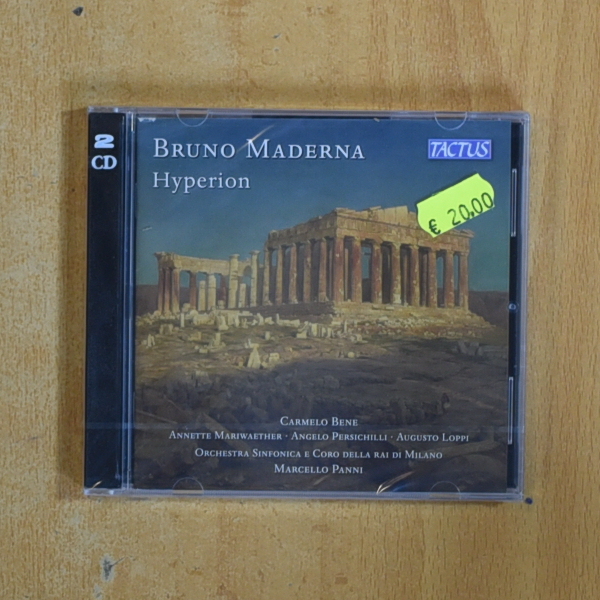 2
CD
BRUNO MADERNA
Hyperion
TACTUS
€ 20.00
CARMELO BENE
ANNETTE MARIWAETHER · ANGELO PERSICHILLI · AUGUSTO LOPPI
ORCHESTRA SINFONICA E CORO DELLA RAI DI MILANO
MARCELLO PANNI